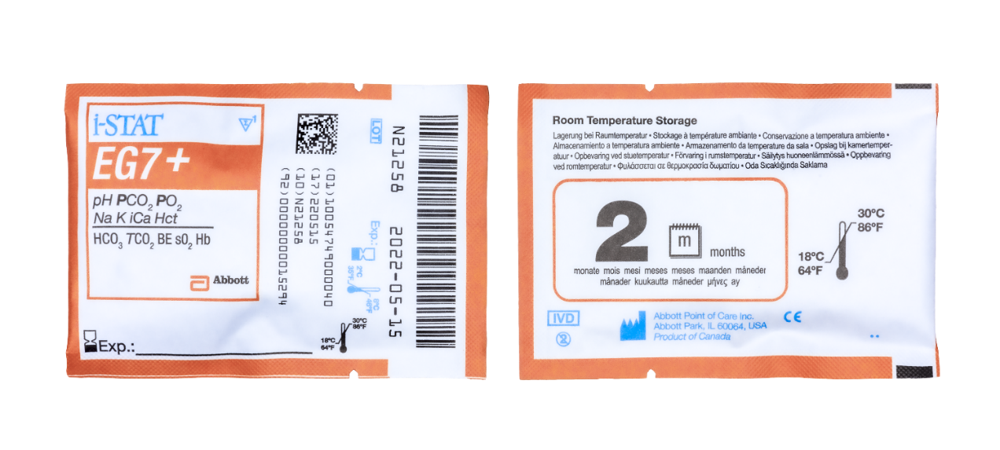 i-STAT
1
EG7+
pH PCO2 PO2
Na K iCa Hct
HCO3 TCO2 BE sO2 Hb
Abbott
Exp.:
30°C
86°F
18°C
64°F
(01)10054749000040
(17)220515
(10)N21258
(92)0000000015294
LOT
N21258
Exp.:
2°C
35°F
8°C
46°F
2022-05-15
Room Temperature Storage
Lagerung bei Raumtemperatur • Stockage à température ambiante • Conservazione a temperatura ambiente •
Almacenamiento a temperatura ambiente • Armazenamento da temperature da sala • Opslag bij kamertemper-
atuur • Opbevaring ved stuetemperatur • Förvaring i rumstemperatur • Säilytys huoneenlämmössä • Oppbevaring
ved romtemperatur • Φυλάσσεται σε θερμοκρασία δωματίου • Oda Sıcaklığında Saklama
2
m
months
monate mois mesi meses meses maanden måneder
månader kuukautta måneder μήνες ay
30°C
86°F
18°C
64°F
IVD
2
Abbott Point of Care Inc.
Abbott Park, IL 60064, USA
Product of Canada
CE